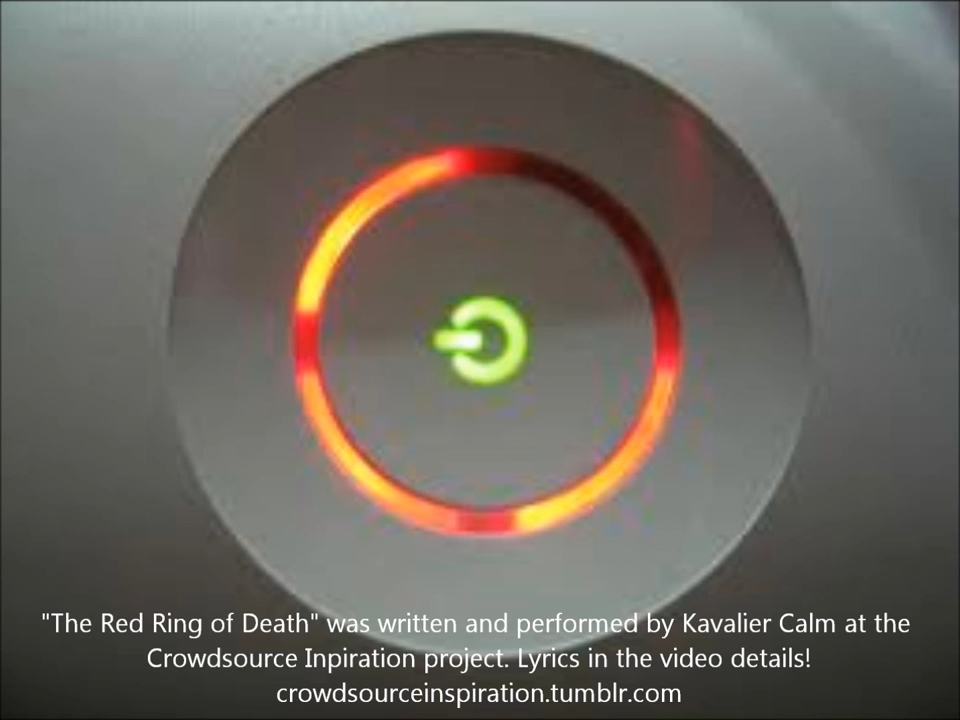 "The Red Ring of Death" was written and performed by Kavalier Calm at the
Crowdsource Inpiration project. Lyrics in the video details!
crowdsourceinspiration.tumblr.com